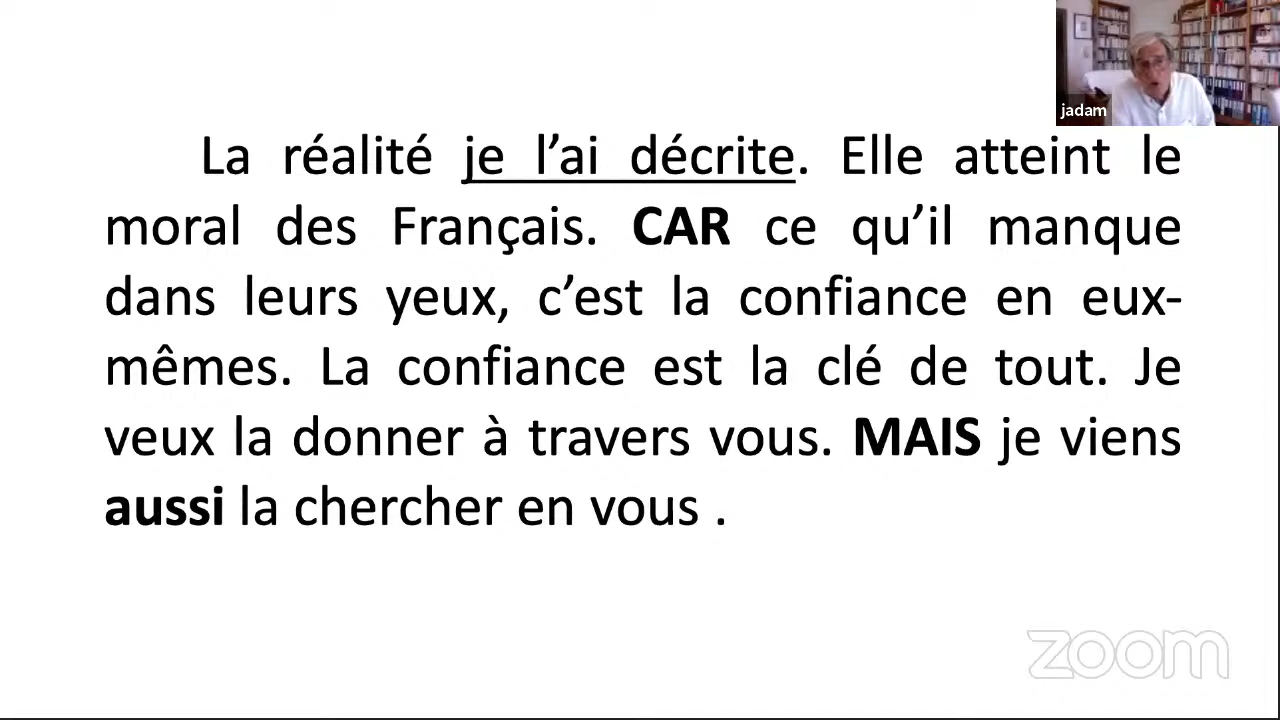 jadam
La réalité je l’ai décrite. Elle atteint le
moral des Français. CAR ce qu’il manque
dans leurs yeux, c’est la confiance en eux-
mêmes. La confiance est la clé de tout. Je
veux la donner à travers vous. MAIS je viens
aussi la chercher en vous .
zoom